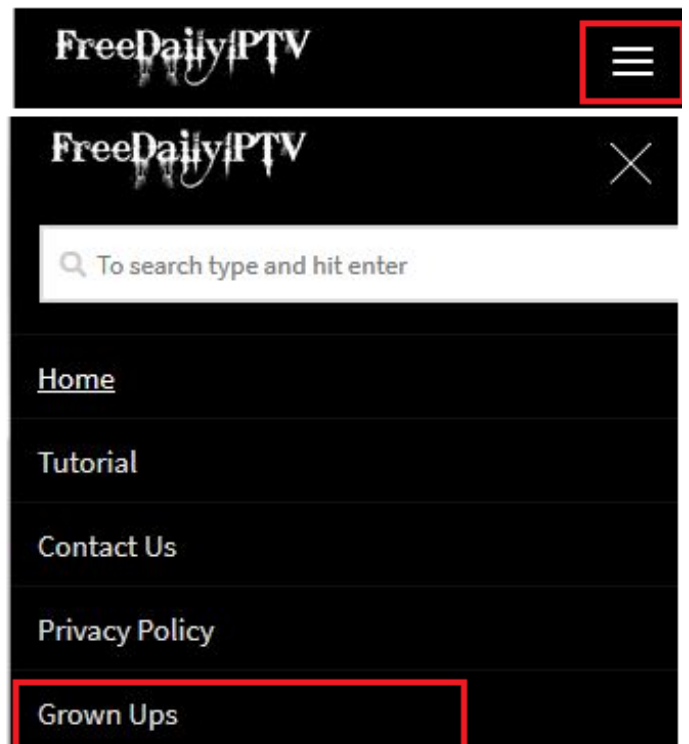 FreeDailyIPTV
FreeDailyIPTV
To search type and hit enter
Home
Tutorial
Contact Us
Privacy Policy
Grown Ups